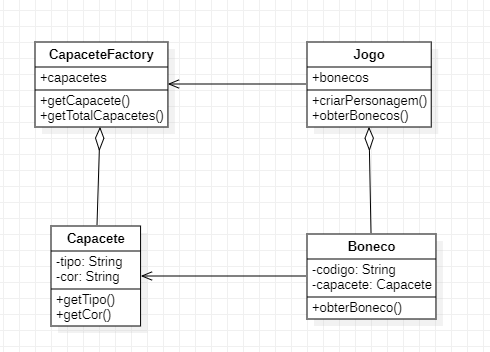 CapaceteFactory
+capacetes
+getCapacete()
+getTotalCapacetes()
Jogo
+bonecos
+criarPersonagem()
+obterBonecos()
Capacete
-tipo: String
-cor: String
+getTipo()
+getCor()
Boneco
-codigo: String
-capacete: Capacete
+obterBoneco()